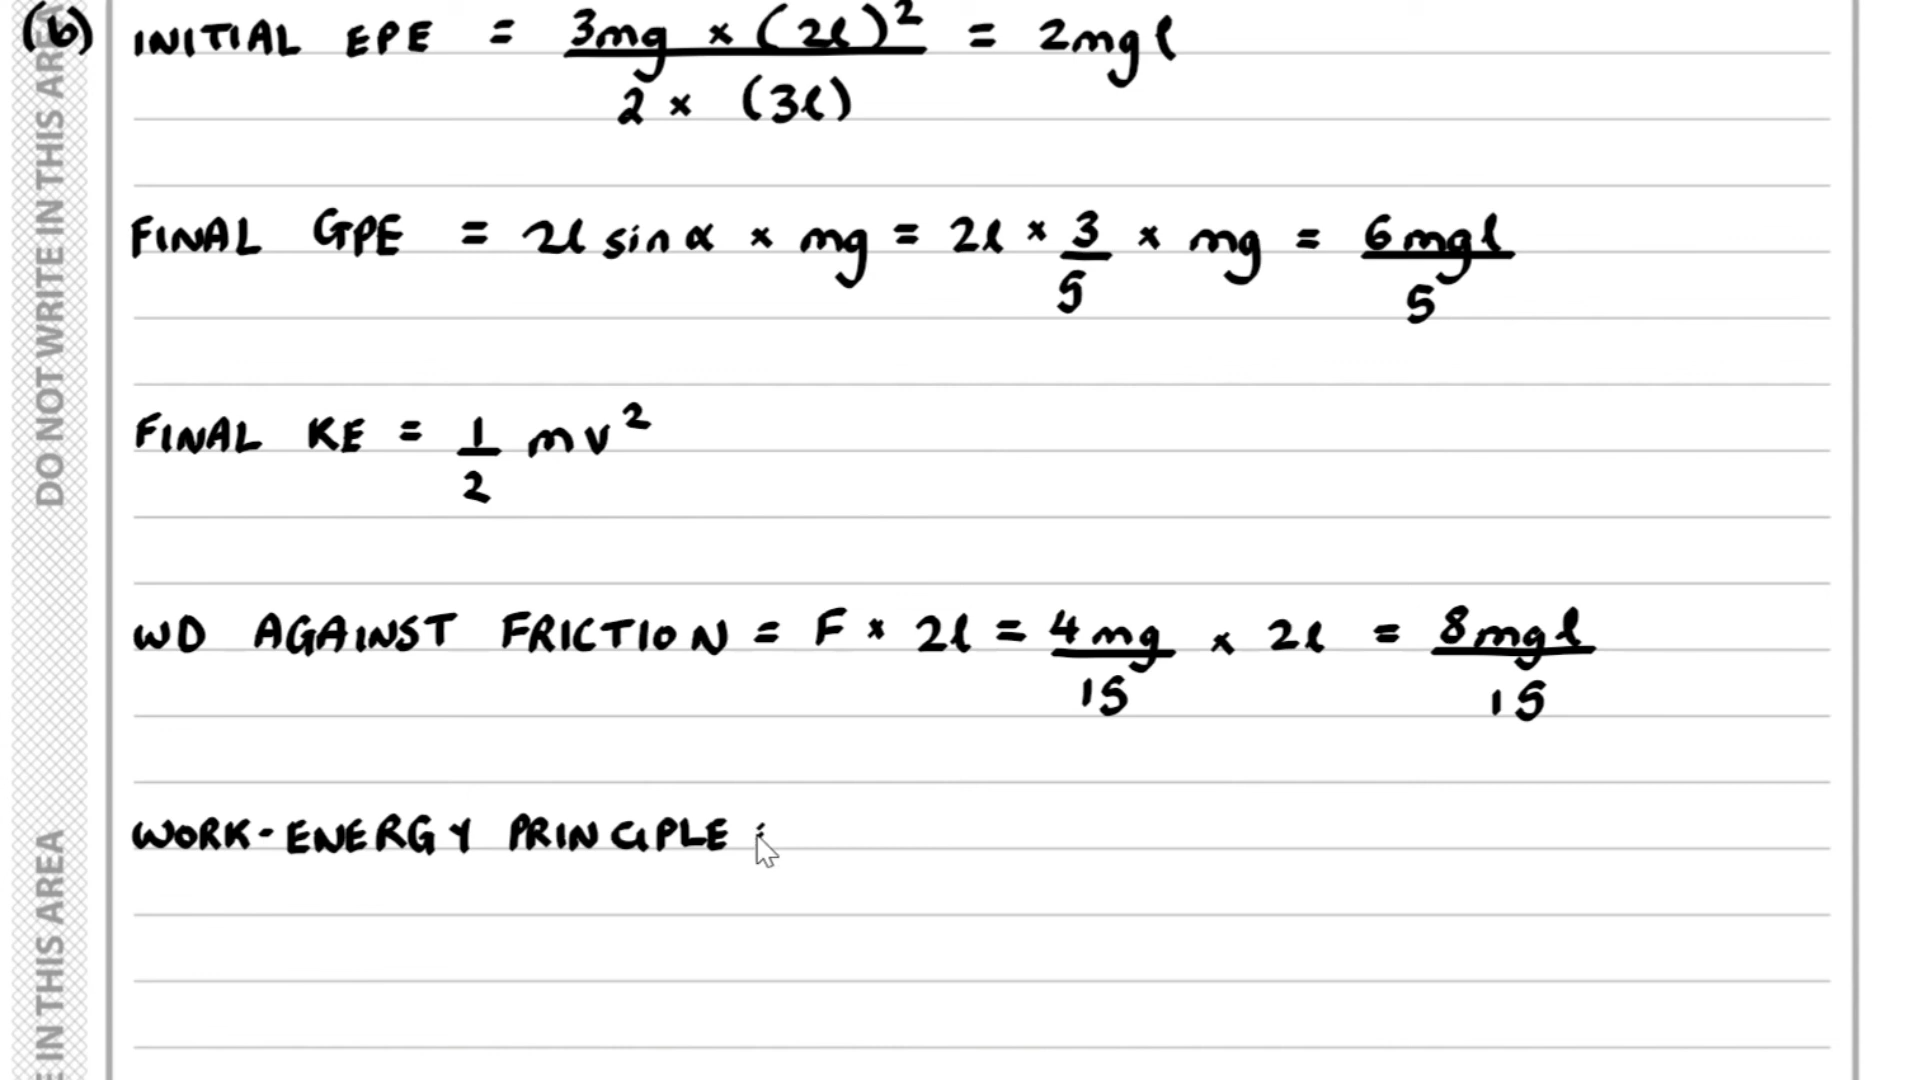 (b) INITIAL EPE = 3mg × (2l)² / 2 × (3l) = 2mgl
FINAL GPE = 2l sin α × mg = 2l × 3/5 × mg = 6mgl/5
FINAL KE = 1/2 mv²
WD AGAINST FRICTION = F × 2l = 4mg/15 × 2l = 8mgl/15
WORK-ENERGY PRINCIPLE :
DO NOT WRITE IN THIS AREA
E IN THIS AREA